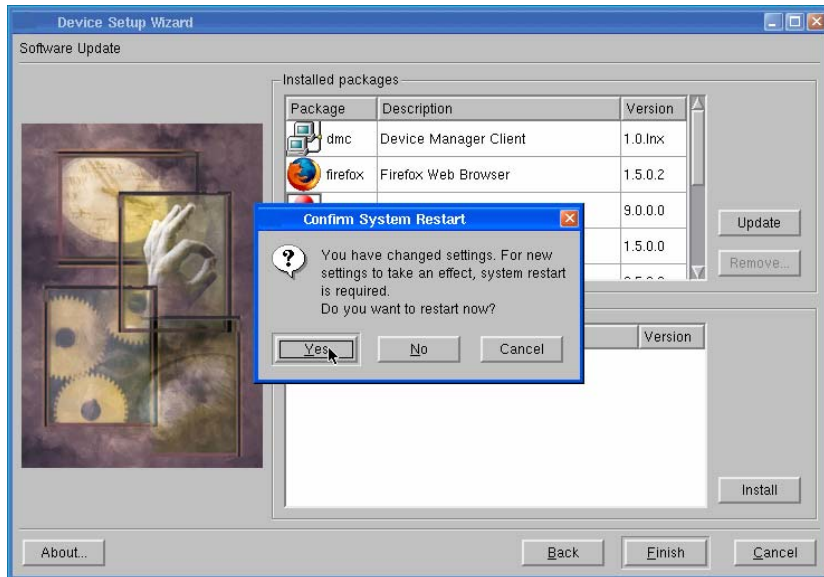 Device Setup Wizard
Software Update
Installed packages
Package Description Version
dmc Device Manager Client 1.0.lnx
firefox Firefox Web Browser 1.5.0.2
9.0.0.0
1.5.0.0
Update
Remove...
Confirm System Restart
You have changed settings. For new
settings to take an effect, system restart
is required.
Do you want to restart now?
Yes No Cancel
Version
Install
About... Back Finish Cancel